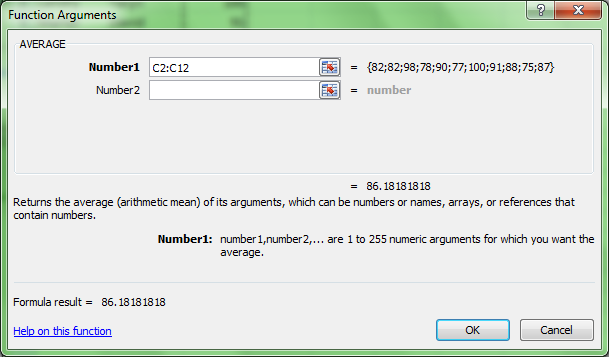 Function Arguments
AVERAGE
Number1 C2:C12 = {82;82;98;78;90;77;100;91;88;75;87}
Number2 = number
= 86.18181818
Returns the average (arithmetic mean) of its arguments, which can be numbers or names, arrays, or references that
contain numbers.
Number1: number1,number2,... are 1 to 255 numeric arguments for which you want the
average.
Formula result = 86.18181818
Help on this function
OK Cancel